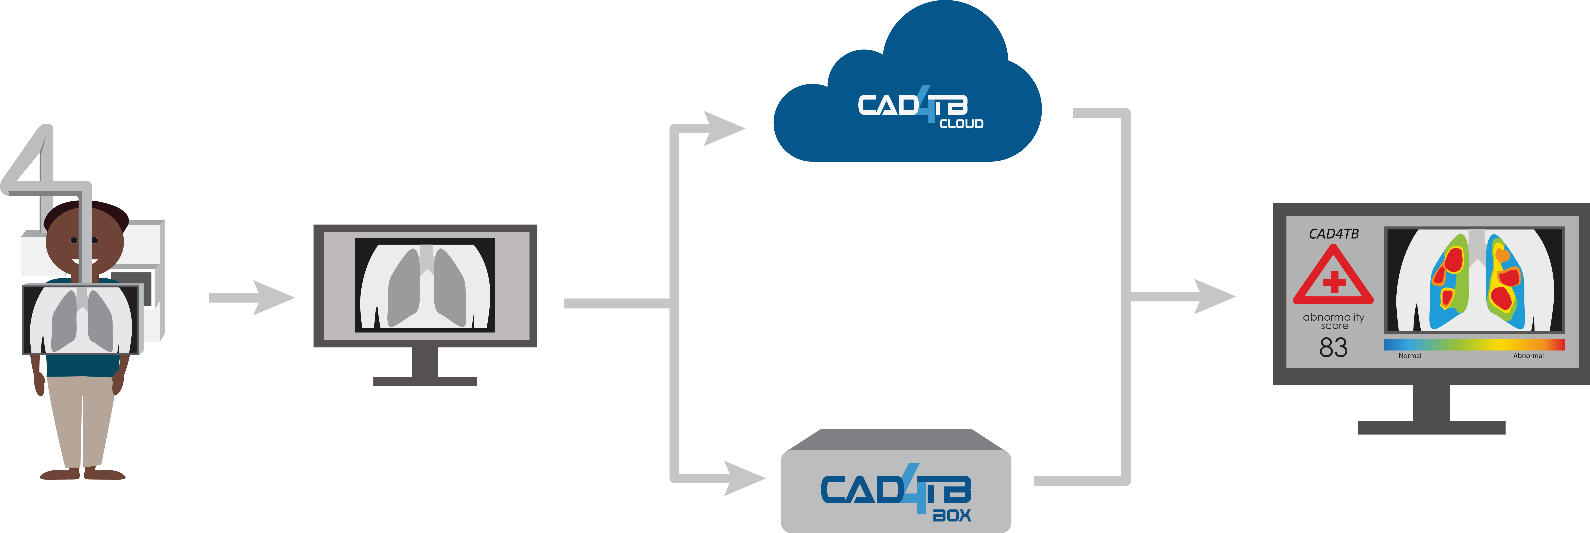 CAD4TB
CLOUD
CAD4TB
BOX
CAD4TB
abnormality
score
83
Normal
Abnormal